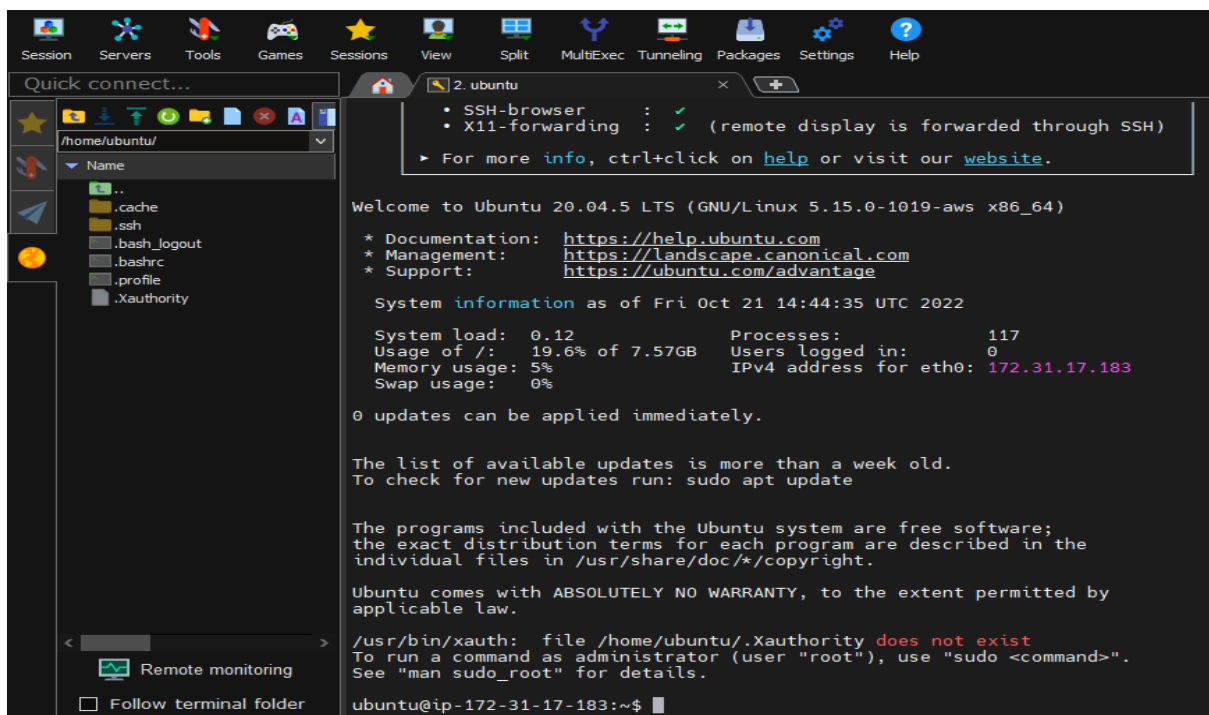 Session Servers Tools Games Sessions View Split MultiExec Tunneling Packages Settings Help
Quick connect...
2. ubuntu
/home/ubuntu/
Name
..
.cache
.ssh
.bash_logout
.bashrc
.profile
.Xauthority
Remote monitoring
Follow terminal folder
• SSH-browser : ✔
• X11-forwarding : ✔ (remote display is forwarded through SSH)
► For more info, ctrl+click on help or visit our website.
Welcome to Ubuntu 20.04.5 LTS (GNU/Linux 5.15.0-1019-aws x86_64)
* Documentation: https://help.ubuntu.com
* Management: https://landscape.canonical.com
* Support: https://ubuntu.com/advantage
System information as of Fri Oct 21 14:44:35 UTC 2022
System load: 0.12 Processes: 117
Usage of /: 19.6% of 7.57GB Users logged in: 0
Memory usage: 5% IPv4 address for eth0: 172.31.17.183
Swap usage: 0%
0 updates can be applied immediately.
The list of available updates is more than a week old.
To check for new updates run: sudo apt update
The programs included with the Ubuntu system are free software;
the exact distribution terms for each program are described in the
individual files in /usr/share/doc/*/copyright.
Ubuntu comes with ABSOLUTELY NO WARRANTY, to the extent permitted by
applicable law.
/usr/bin/xauth: file /home/ubuntu/.Xauthority does not exist
To run a command as administrator (user "root"), use "sudo <command>".
See "man sudo_root" for details.
ubuntu@ip-172-31-17-183:~$